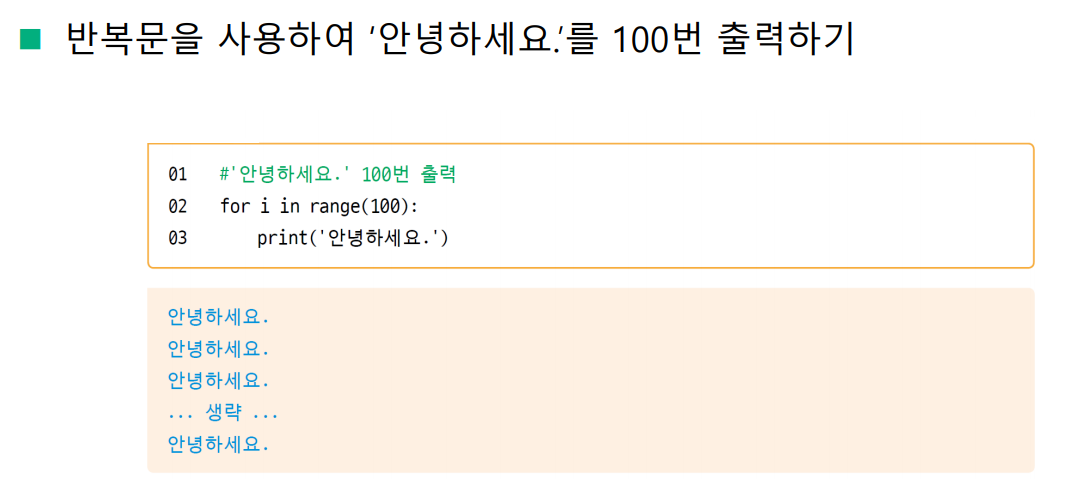 반복문을 사용하여 ‘안녕하세요.’를 100번 출력하기
01 #'안녕하세요.' 100번 출력
02 for i in range(100):
03     print('안녕하세요.')
안녕하세요.
안녕하세요.
안녕하세요.
... 생략 ...
안녕하세요.